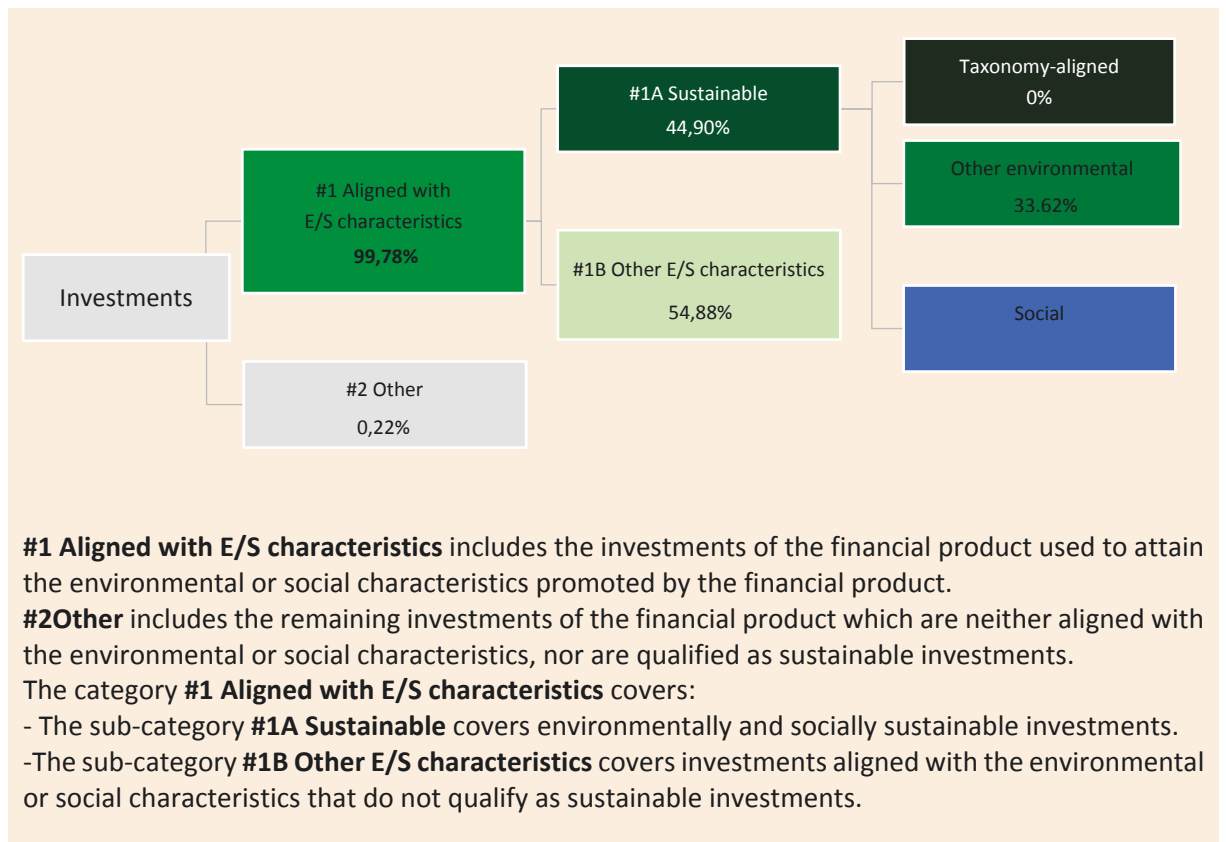 Investments
#1 Aligned with
E/S characteristics
99,78%
#2 Other
0,22%
#1A Sustainable
44,90%
#1B Other E/S characteristics
54,88%
Taxonomy-aligned
0%
Other environmental
33.62%
Social
#1 Aligned with E/S characteristics includes the investments of the financial product used to attain
the environmental or social characteristics promoted by the financial product.
#2Other includes the remaining investments of the financial product which are neither aligned with
the environmental or social characteristics, nor are qualified as sustainable investments.
The category #1 Aligned with E/S characteristics covers:
- The sub-category #1A Sustainable covers environmentally and socially sustainable investments.
-The sub-category #1B Other E/S characteristics covers investments aligned with the environmental
or social characteristics that do not qualify as sustainable investments.